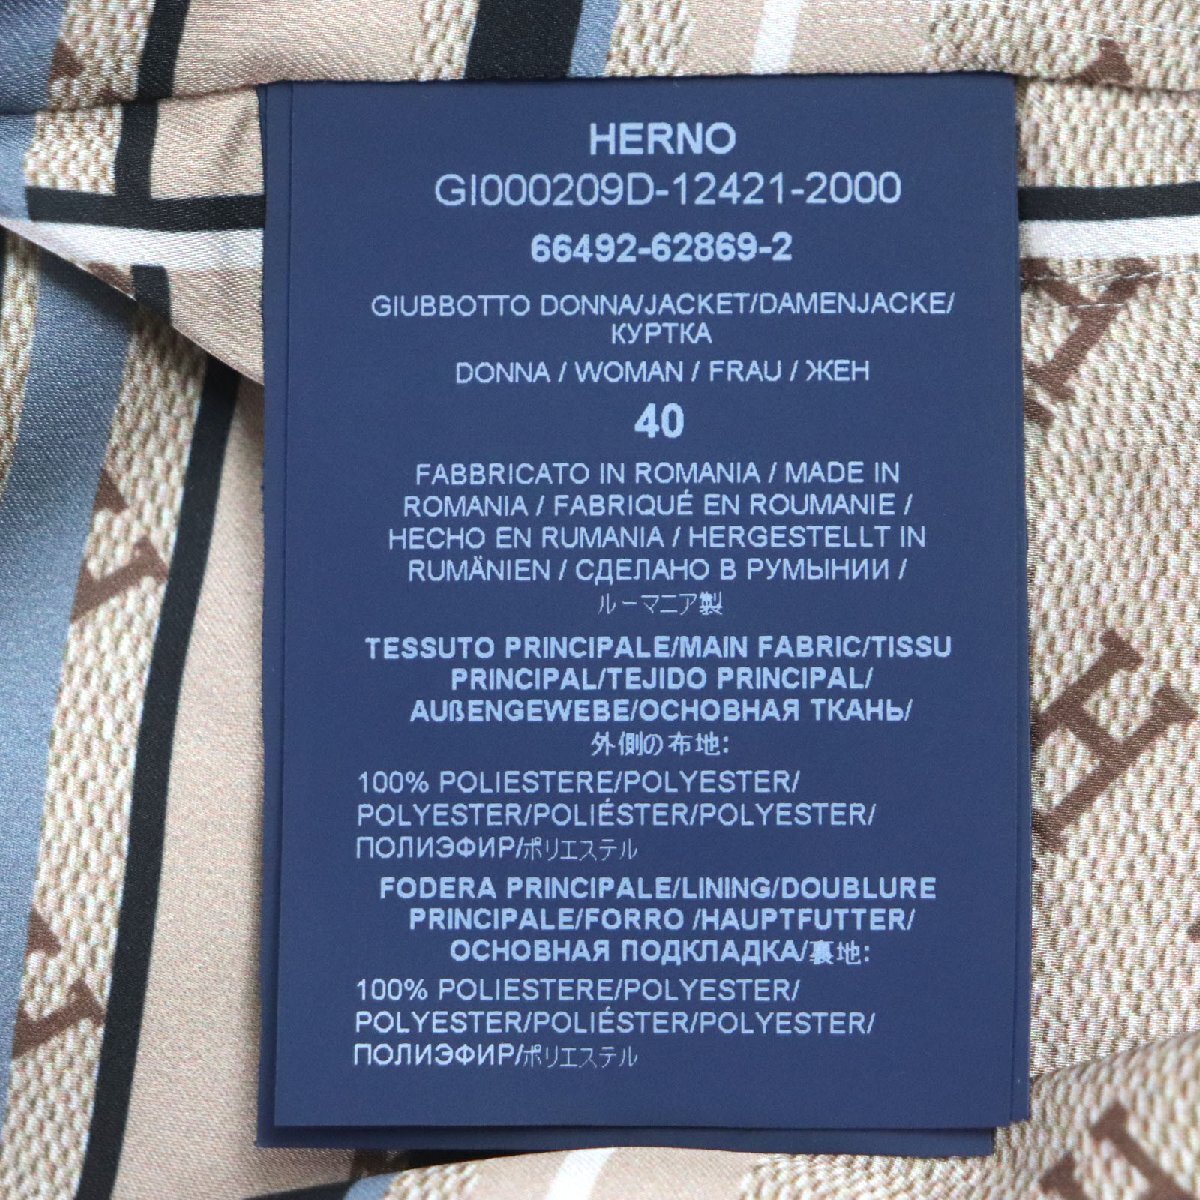 HERNO
GI000209D-12421-2000
66492-62869-2
GIUBBOTTO DONNA/JACKET/DAMENJACKE/
КУРТКА
DONNA / WOMAN / FRAU / ЖЕН
40
FABBRICATO IN ROMANIA / MADE IN
ROMANIA / FABRIQUÉ EN ROUMANIE /
HECHO EN RUMANIA / HERGESTELLT IN
RUMÄNIEN / СДЕЛАНО В РУМЫНИИ /
ルーマニア製
TESSUTO PRINCIPALE/MAIN FABRIC/TISSU
PRINCIPAL/TEJIDO PRINCIPAL/
AUßENGEWEBE/ОСНОВНАЯ ТКАНЬ/
外側の布地:
100% POLIESTERE/POLYESTER/
POLYESTER/POLIÉSTER/POLYESTER/
ПОЛИЭФИР/ポリエステル
FODERA PRINCIPALE/LINING/DOUBLURE
PRINCIPALE/FORRO /HAUPTFUTTER/
ОСНОВНАЯ ПОДКЛАДКА/裏地:
100% POLIESTERE/POLYESTER/
POLYESTER/POLIÉSTER/POLYESTER/
ПОЛИЭФИР/ポリエステル
H